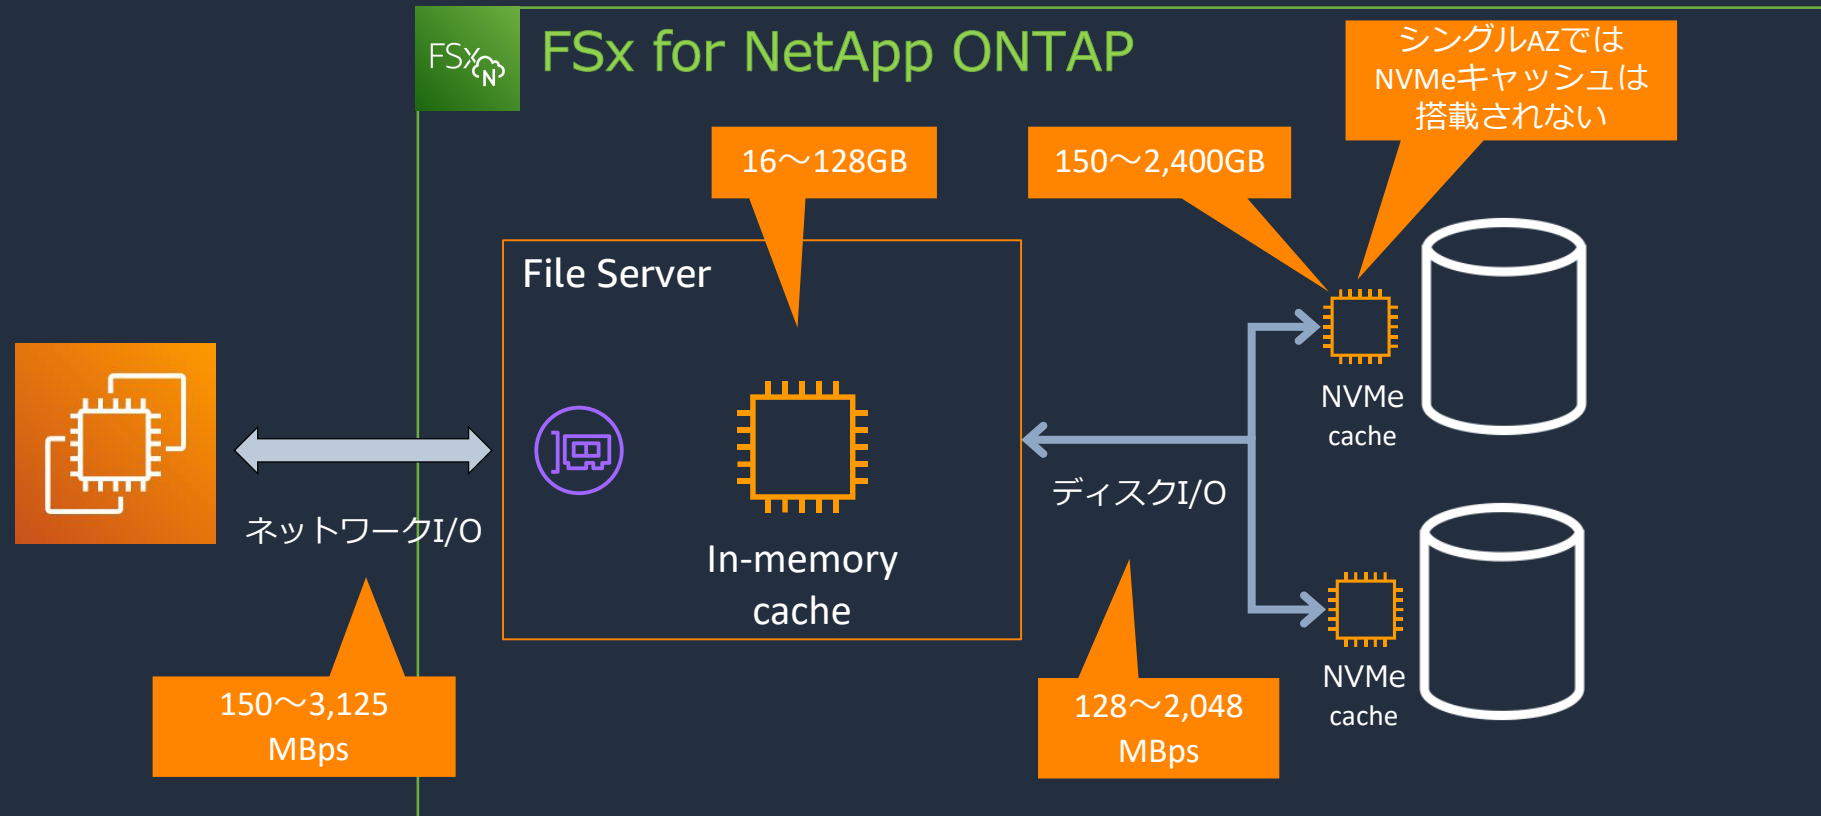 FSx
N
FSx for NetApp ONTAP
シングルAZでは
NVMeキャッシュは
搭載されない
16～128GB
150～2,400GB
File Server
NVMe
cache
ディスクI/O
ネットワークI/O
In-memory
cache
NVMe
cache
150～3,125
MBps
128～2,048
MBps